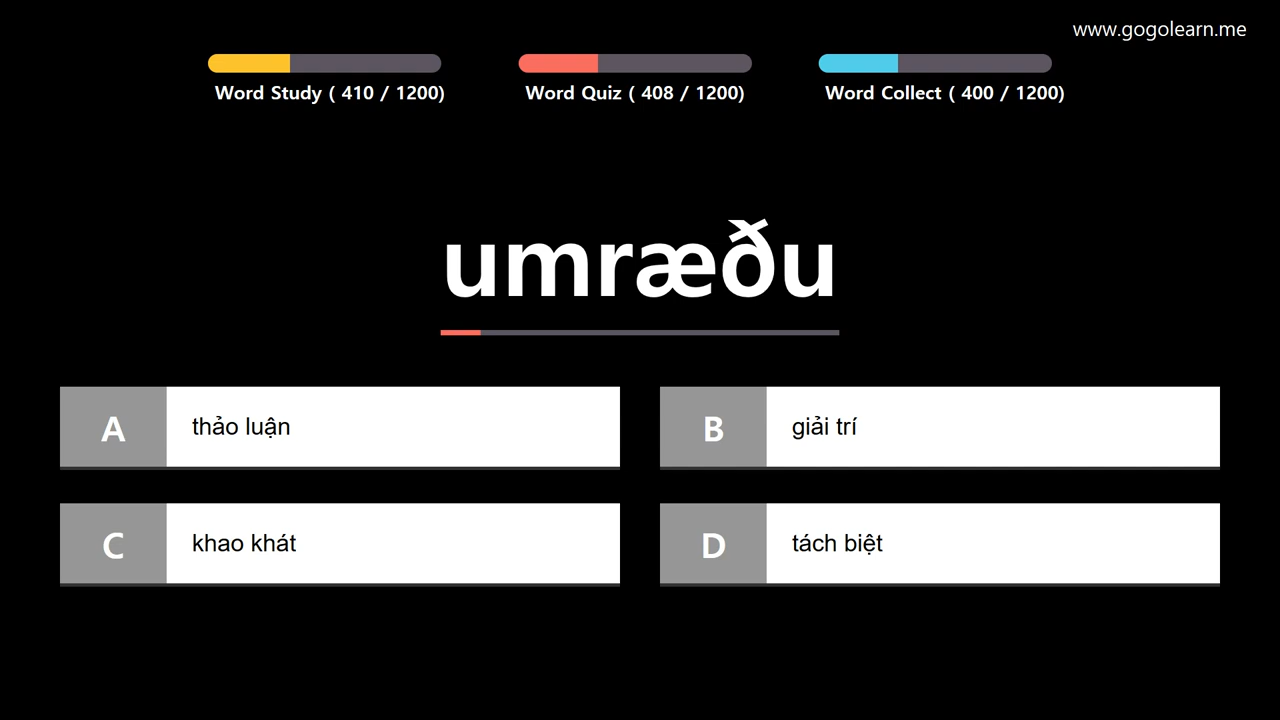 www.gogolearn.me
Word Study ( 410 / 1200)
Word Quiz ( 408 / 1200)
Word Collect ( 400 / 1200)
umræðu
A
thảo luận
B
giải trí
C
khao khát
D
tách biệt